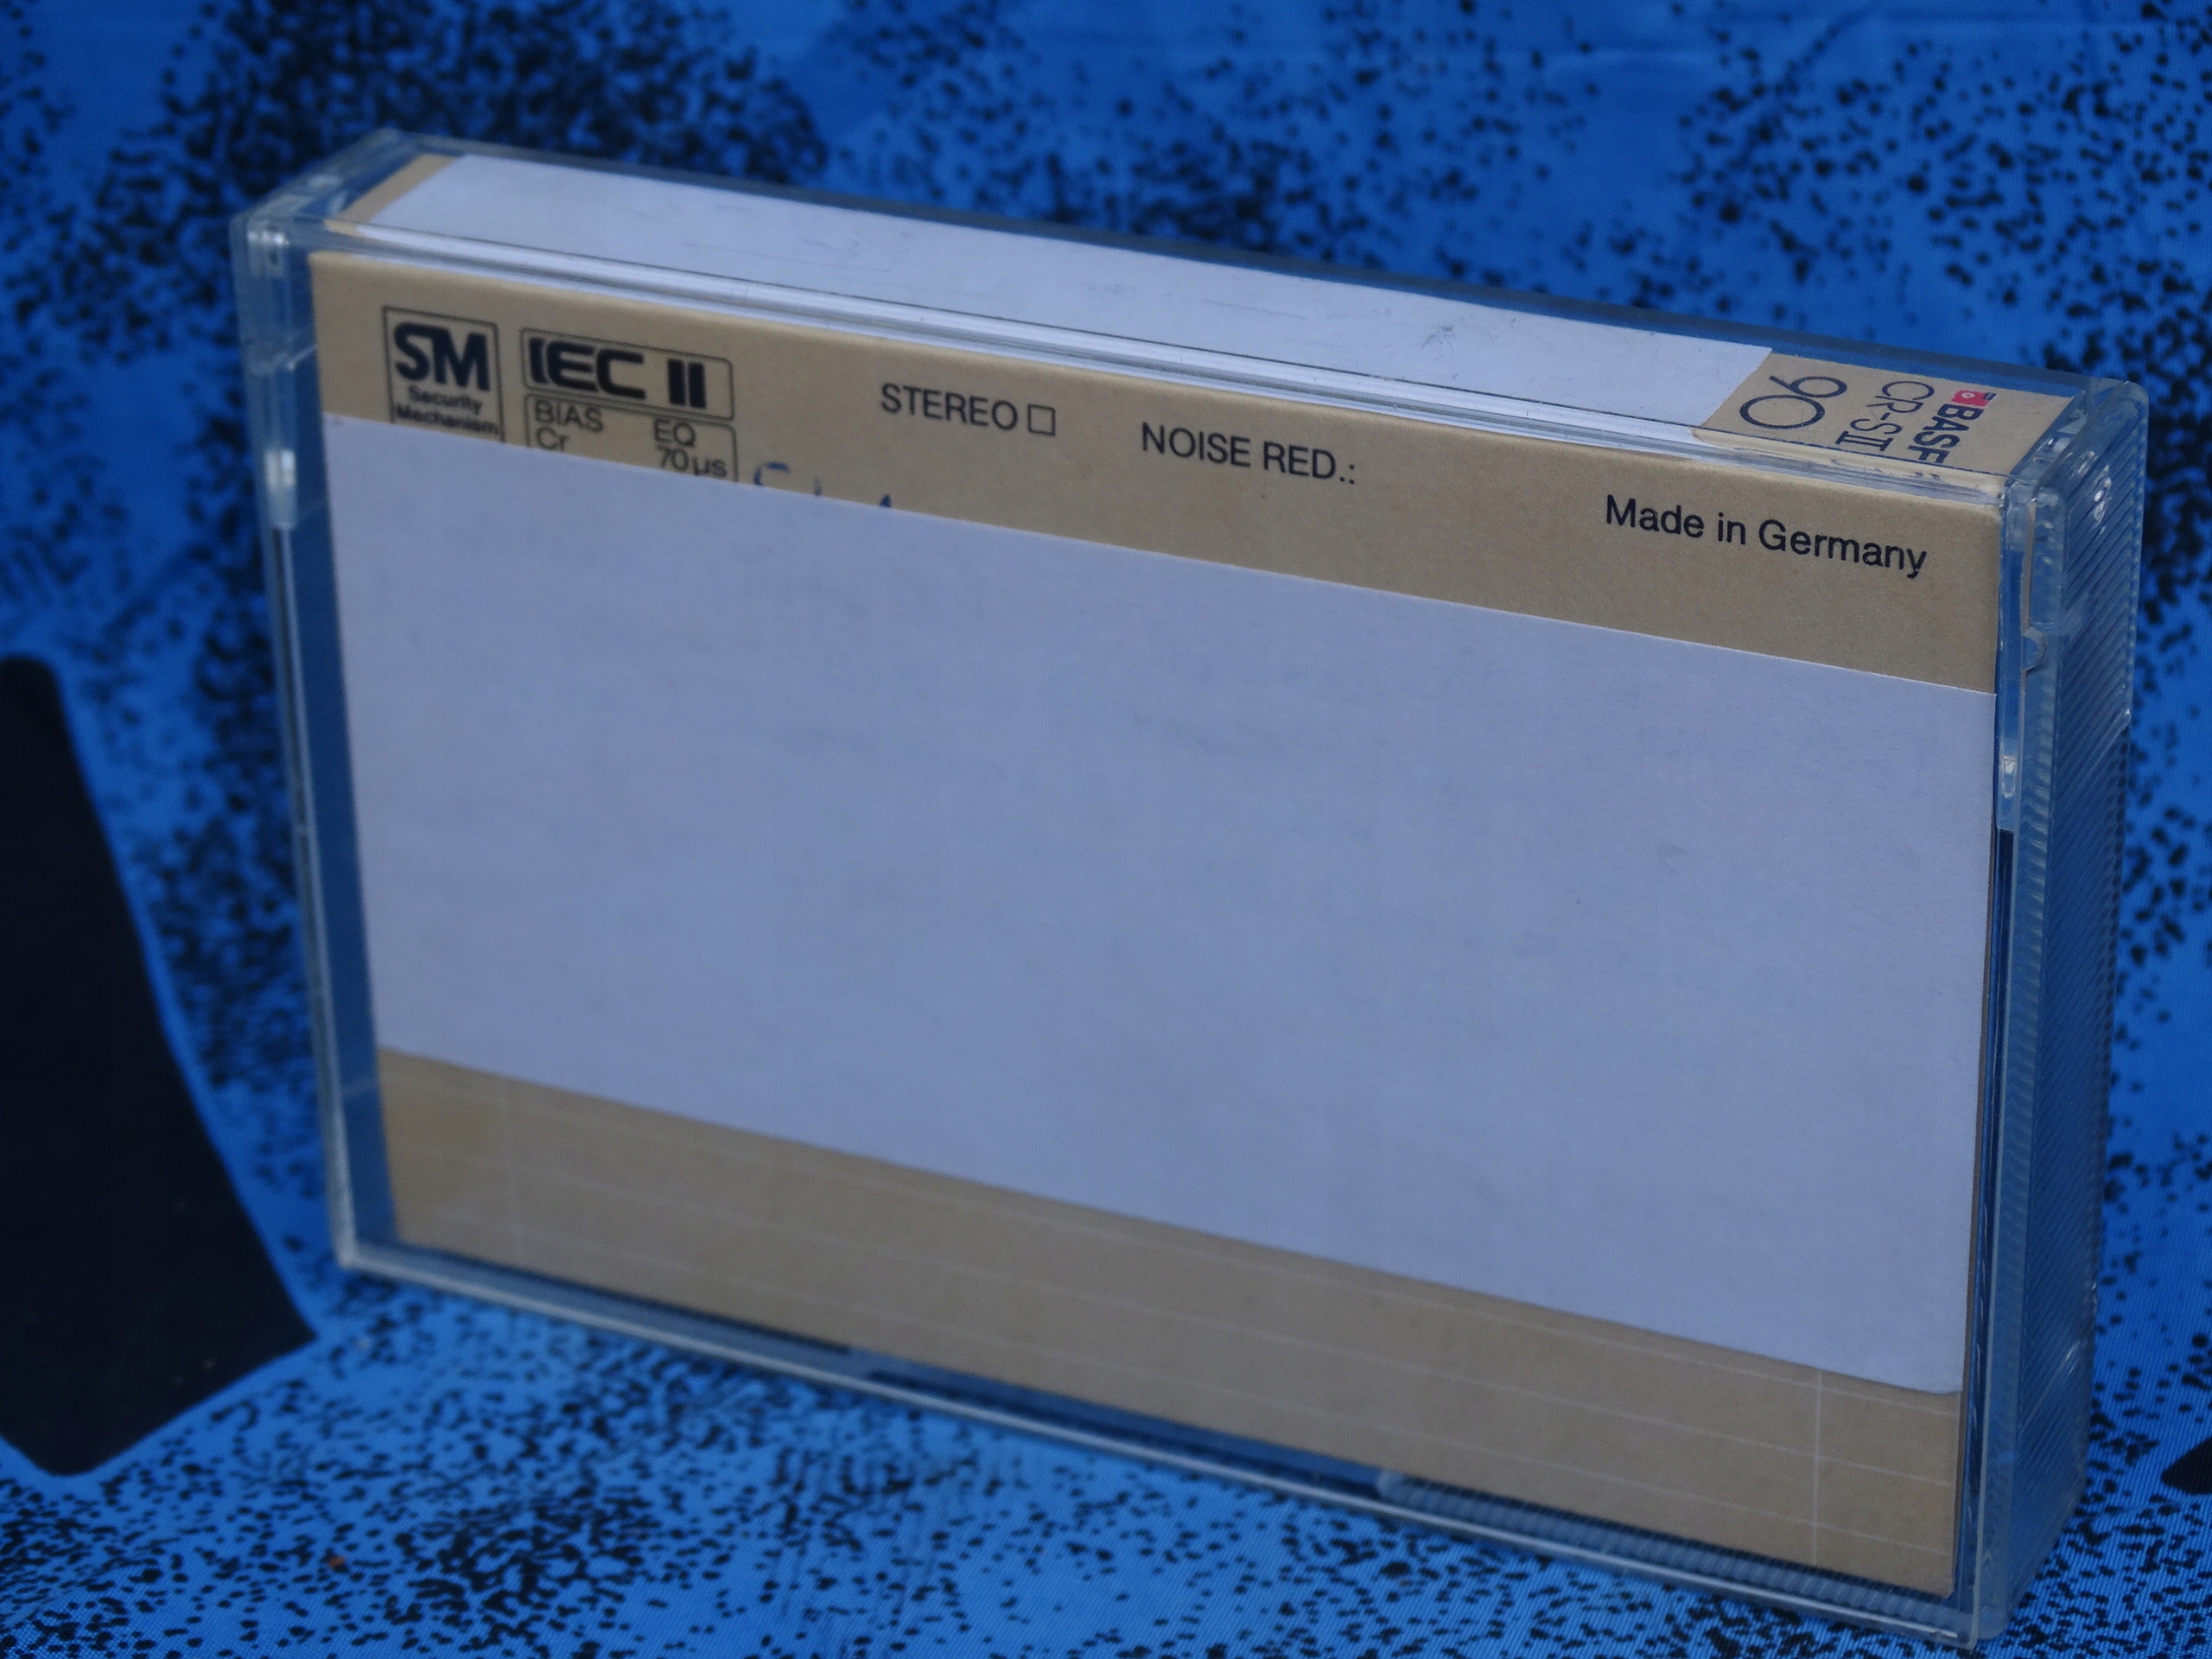 BASF
CR-S II
90
SM
Security
Mechanism
IEC II
BIAS
Cr
EQ
70 µs
STEREO
NOISE RED.:
Made in Germany